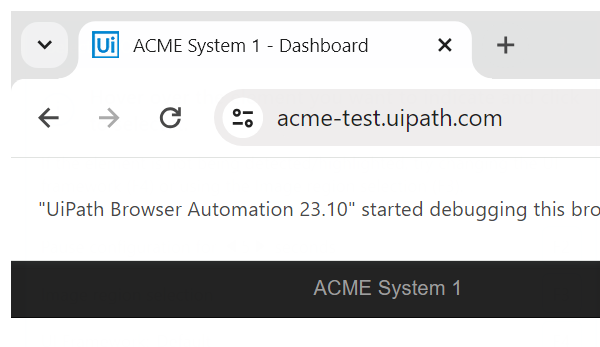 Ui ACME System 1 - Dashboard
acme-test.uipath.com
"UiPath Browser Automation 23.10" started debugging this bro
ACME System 1